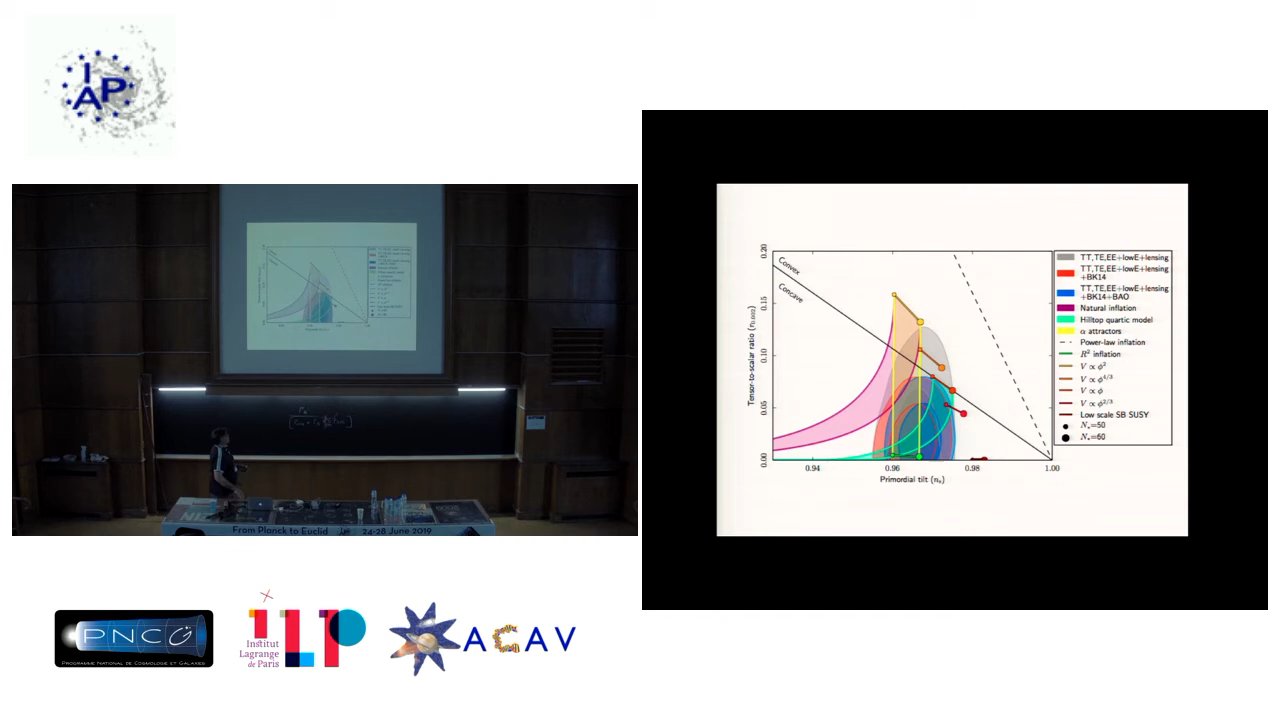 I
A P
0.20
0.15
0.10
0.05
0.00
Tensor-to-scalar ratio (r0.002)
Convex
Concave
0.94
0.96
0.98
1.00
Primordial tilt (ns)
TT,TE,EE+lowE+lensing
TT,TE,EE+lowE+lensing
+BK14
TT,TE,EE+lowE+lensing
+BK14+BAO
Natural inflation
Hilltop quartic model
α attractors
Power-law inflation
R² inflation
V ∝ φ²
V ∝ φ^4/3
V ∝ φ
V ∝ φ^2/3
Low scale SB SUSY
N*=50
N*=60
From Planck to Euclid
24-28 June 2019
PNCG
PROGRAMME NATIONAL DE COSMOLOGIE ET GALAXIES
ILP
Institut
Lagrange
de Paris
ACAV